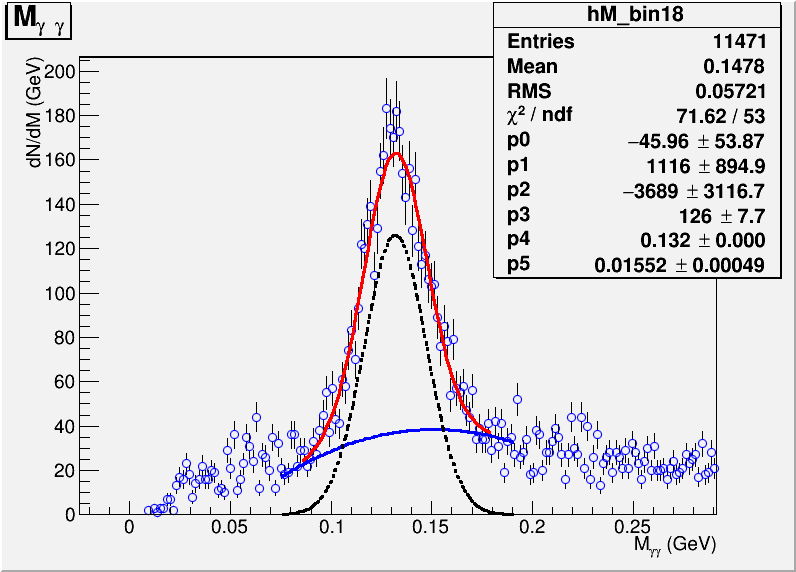 M γ γ
hM_bin18
Entries 11471
Mean 0.1478
RMS 0.05721
χ² / ndf 71.62 / 53
p0 −45.96 ± 53.87
p1 1116 ± 894.9
p2 −3689 ± 3116.7
p3 126 ± 7.7
p4 0.132 ± 0.000
p5 0.01552 ± 0.00049
dN/dM (GeV)
200
180
160
140
120
100
80
60
40
20
0
0 0.05 0.1 0.15 0.2 0.25
Mγγ (GeV)